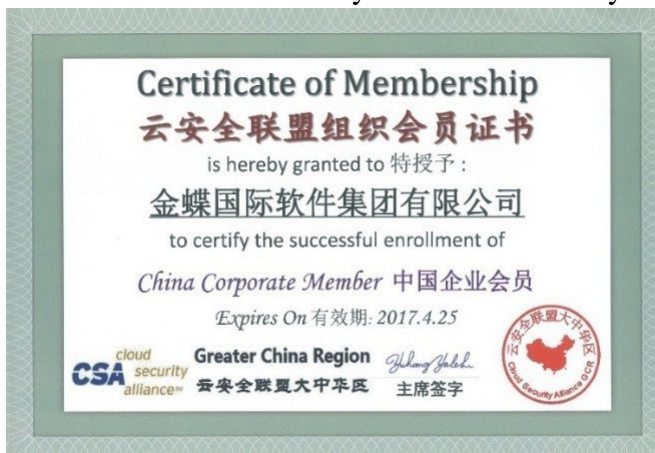 Certificate of Membership
云安全联盟组织会员证书
is hereby granted to 特授予：
金蝶国际软件集团有限公司
to certify the successful enrollment of
China Corporate Member 中国企业会员
Expires On 有效期: 2017.4.25
CSA cloud security alliance℠
Greater China Region
云安全联盟大中华区
主席签字
云安全联盟大中华区
Cloud Security Alliance GCR